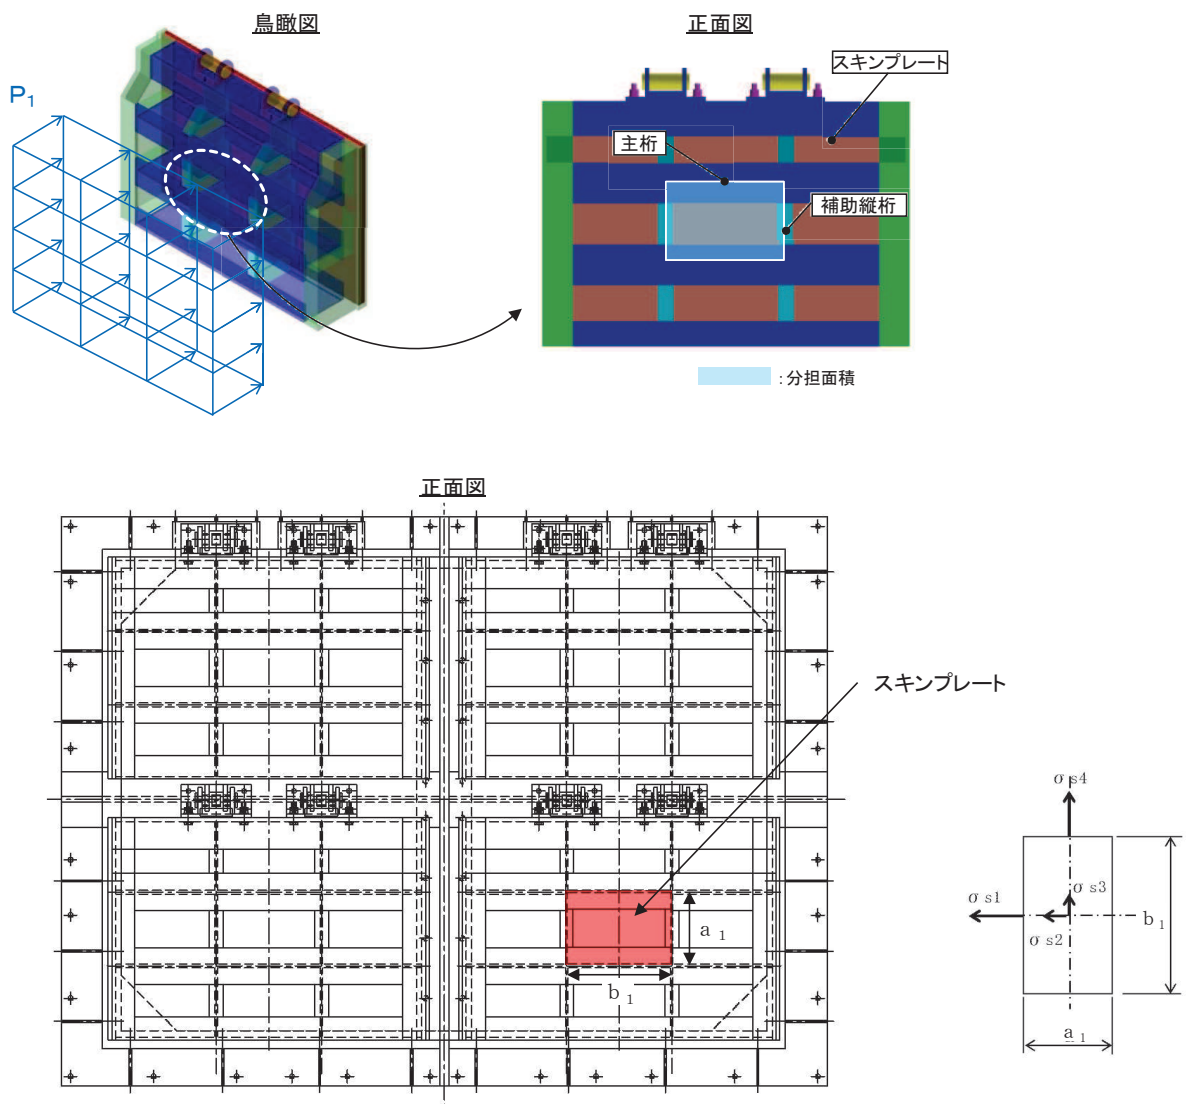 鳥瞰図
正面図
P1
スキンプレート
主桁
補助縦桁
:分担面積
正面図
スキンプレート
a 1
b 1
σ s4
σ s3
σ s1
σ s2
b 1
a 1